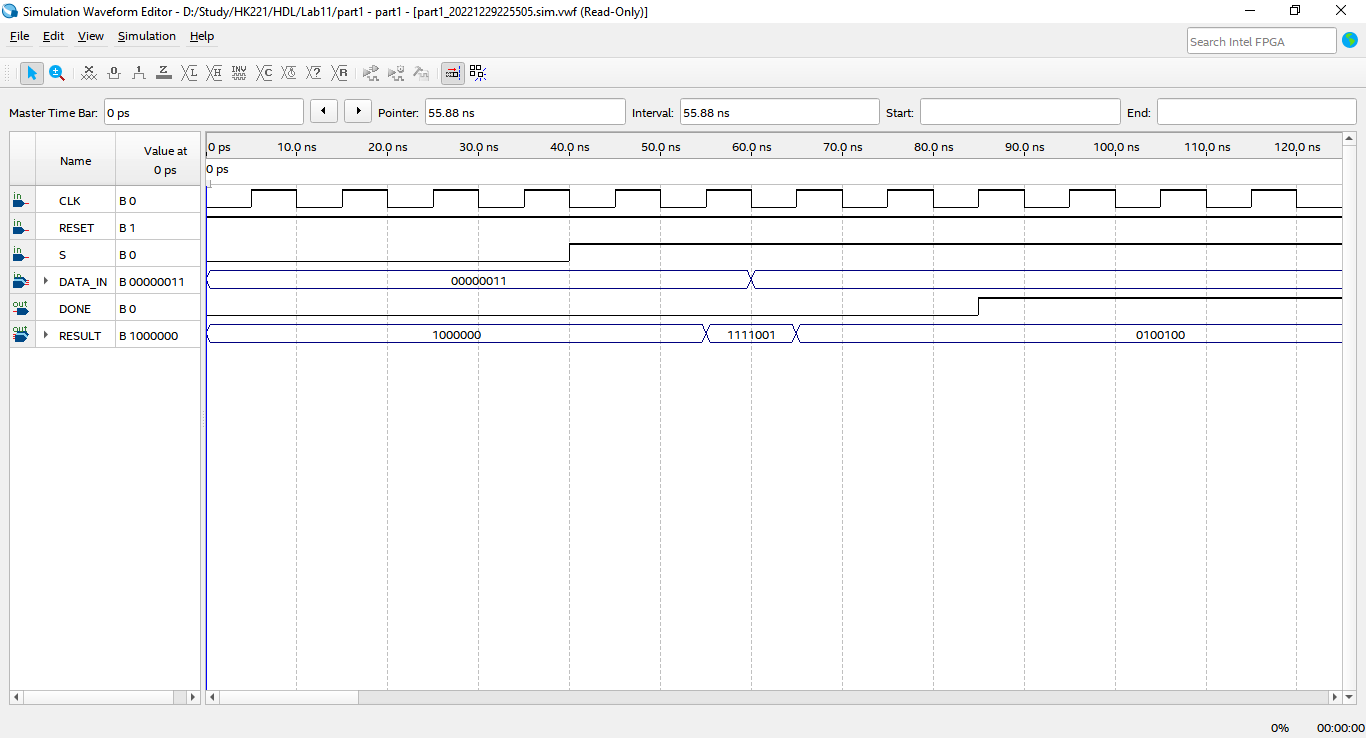 Simulation Waveform Editor - D:/Study/HK221/HDL/Lab11/part1 - part1 - [part1_20221229225505.sim.vwf (Read-Only)]
File Edit View Simulation Help
Search Intel FPGA
Master Time Bar: 0 ps Pointer: 55.88 ns Interval: 55.88 ns Start: End:
Name Value at 0 ps
0 ps 10.0 ns 20.0 ns 30.0 ns 40.0 ns 50.0 ns 60.0 ns 70.0 ns 80.0 ns 90.0 ns 100.0 ns 110.0 ns 120.0 ns
0 ps
in CLK B 0
in RESET B 1
in S B 0
in DATA_IN B 00000011 00000011
out DONE B 0
out RESULT B 1000000 1000000 1111001 0100100
0% 00:00:00